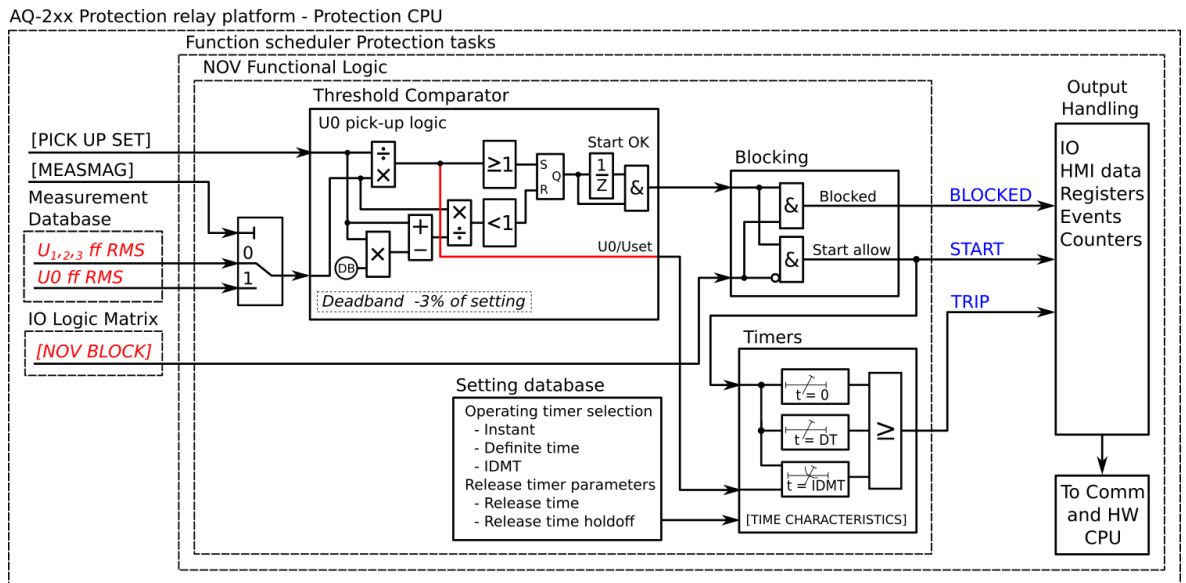 AQ-2xx Protection relay platform - Protection CPU
Function scheduler Protection tasks
NOV Functional Logic
Threshold Comparator
U0 pick-up logic
[PICK UP SET]
[MEASMAG]
Measurement
Database
U1,2,3 ff RMS
U0 ff RMS
0
1
IO Logic Matrix
[NOV BLOCK]
÷
×
≥1
×
÷
<1
+
−
×
DB
S
Q
R
Start OK
1
Z
&
U0/Uset
Deadband -3% of setting
Blocking
&
Blocked
&
Start allow
BLOCKED
START
TRIP
Timers
t = 0
t = DT
t = IDMT
≥
[TIME CHARACTERISTICS]
Setting database
Operating timer selection
- Instant
- Definite time
- IDMT
Release timer parameters
- Release time
- Release time holdoff
Output
Handling
IO
HMI data
Registers
Events
Counters
To Comm
and HW
CPU